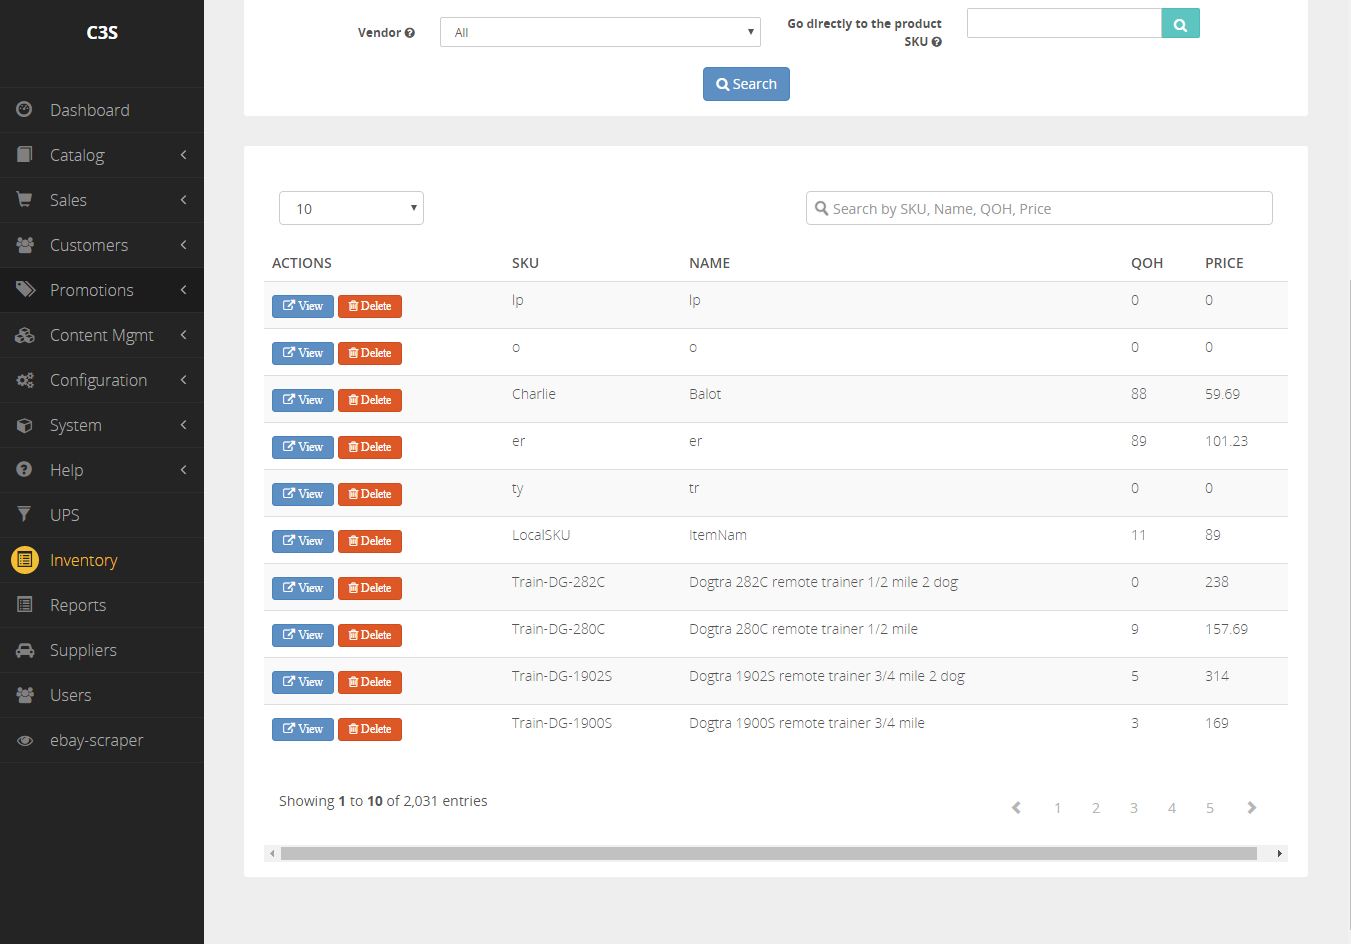 C3S
Dashboard
Catalog
Sales
Customers
Promotions
Content Mgmt
Configuration
System
Help
UPS
Inventory
Reports
Suppliers
Users
ebay-scraper
Vendor
All
Go directly to the product
SKU
Search
10
Search by SKU, Name, QOH, Price
ACTIONS SKU NAME QOH PRICE
View Delete lp lp 0 0
View Delete o o 0 0
View Delete Charlie Balot 88 59.69
View Delete er er 89 101.23
View Delete ty tr 0 0
View Delete LocalSKU ItemNam 11 89
View Delete Train-DG-282C Dogtra 282C remote trainer 1/2 mile 2 dog 0 238
View Delete Train-DG-280C Dogtra 280C remote trainer 1/2 mile 9 157.69
View Delete Train-DG-1902S Dogtra 1902S remote trainer 3/4 mile 2 dog 5 314
View Delete Train-DG-1900S Dogtra 1900S remote trainer 3/4 mile 3 169
Showing 1 to 10 of 2,031 entries
1 2 3 4 5